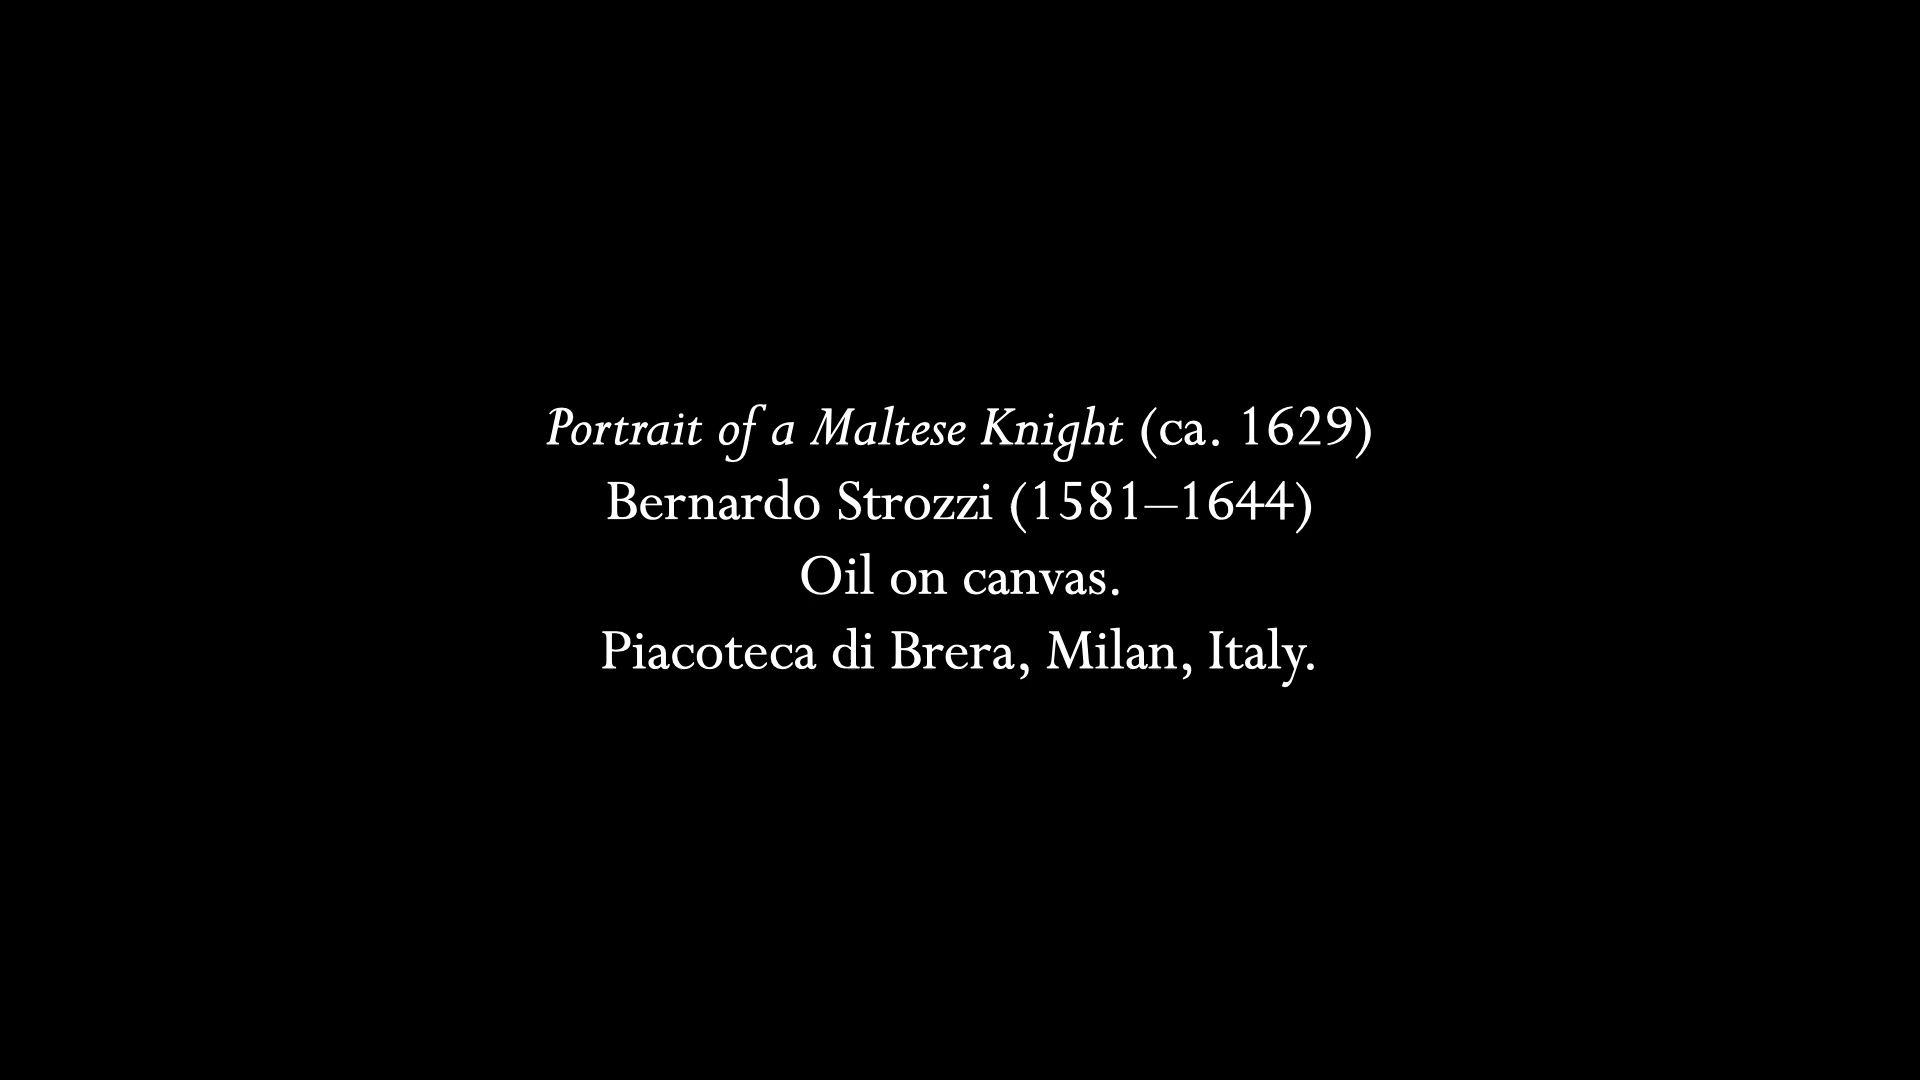 Portrait of a Maltese Knight (ca. 1629)
Bernardo Strozzi (1581–1644)
Oil on canvas.
Piacoteca di Brera, Milan, Italy.